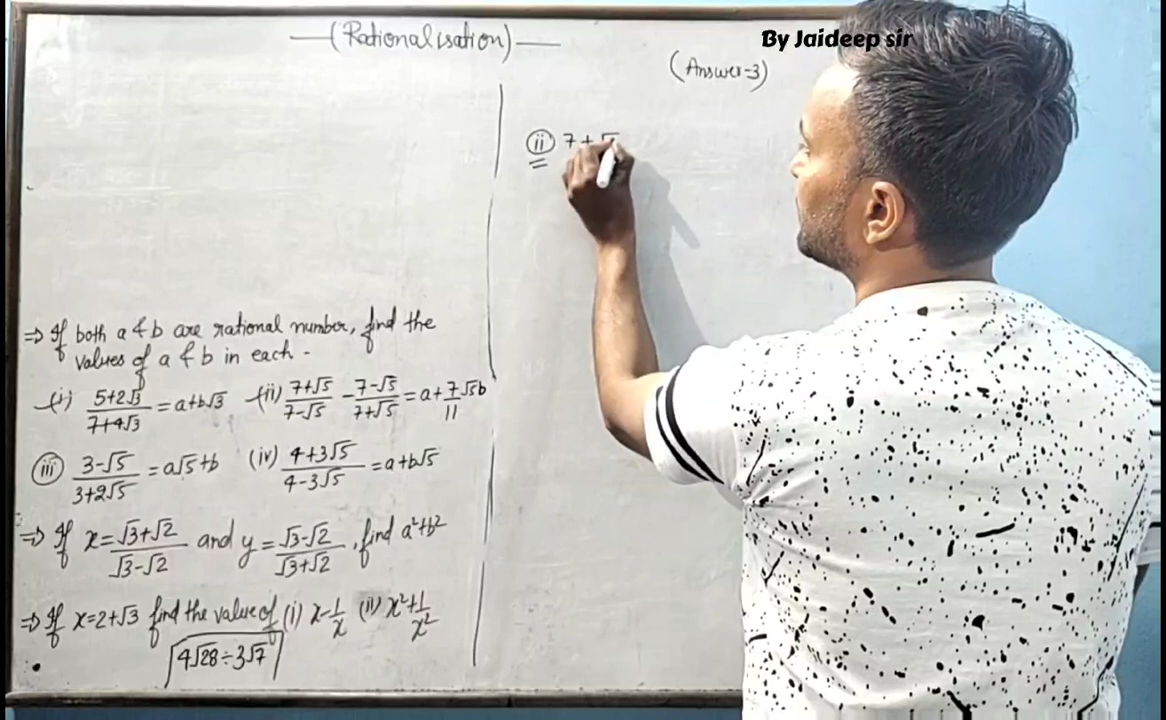 (Rationalisation)
By Jaideep sir
(Answer-3)
(ii) 7+√5
⇒ If both a & b are rational number, find the
values of a & b in each -
(i) (5+2√3)/(7+4√3) = a+b√3 (ii) (7+√5)/(7-√5) - (7-√5)/(7+√5) = a+7/11 √5b
(iii) (3-√5)/(3+2√5) = a√5+b (iv) (4+3√5)/(4-3√5) = a+b√5
⇒ If x = (√3+√2)/(√3-√2) and y = (√3-√2)/(√3+√2), find a²+b²
⇒ If x=2+√3 find the value of (i) x-1/x (ii) x²+1/x²
4√28÷3√7